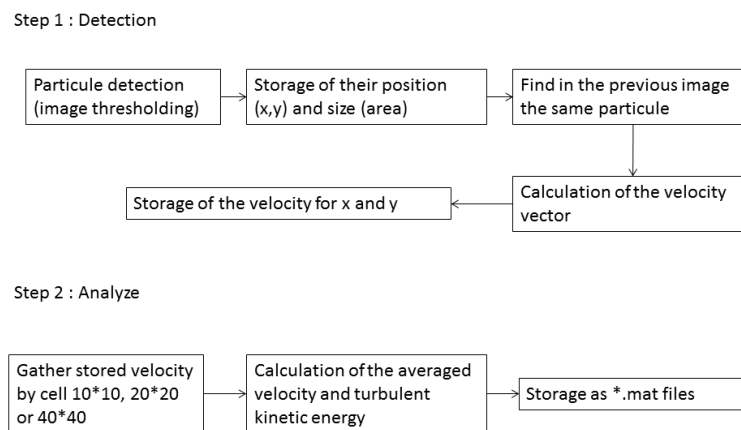 Step 1 : Detection
Particule detection
(image thresholding)
Storage of their position
(x,y) and size (area)
Find in the previous image
the same particule
Calculation of the velocity
vector
Storage of the velocity for x and y
Step 2 : Analyze
Gather stored velocity
by cell 10*10, 20*20
or 40*40
Calculation of the averaged
velocity and turbulent
kinetic energy
Storage as *.mat files